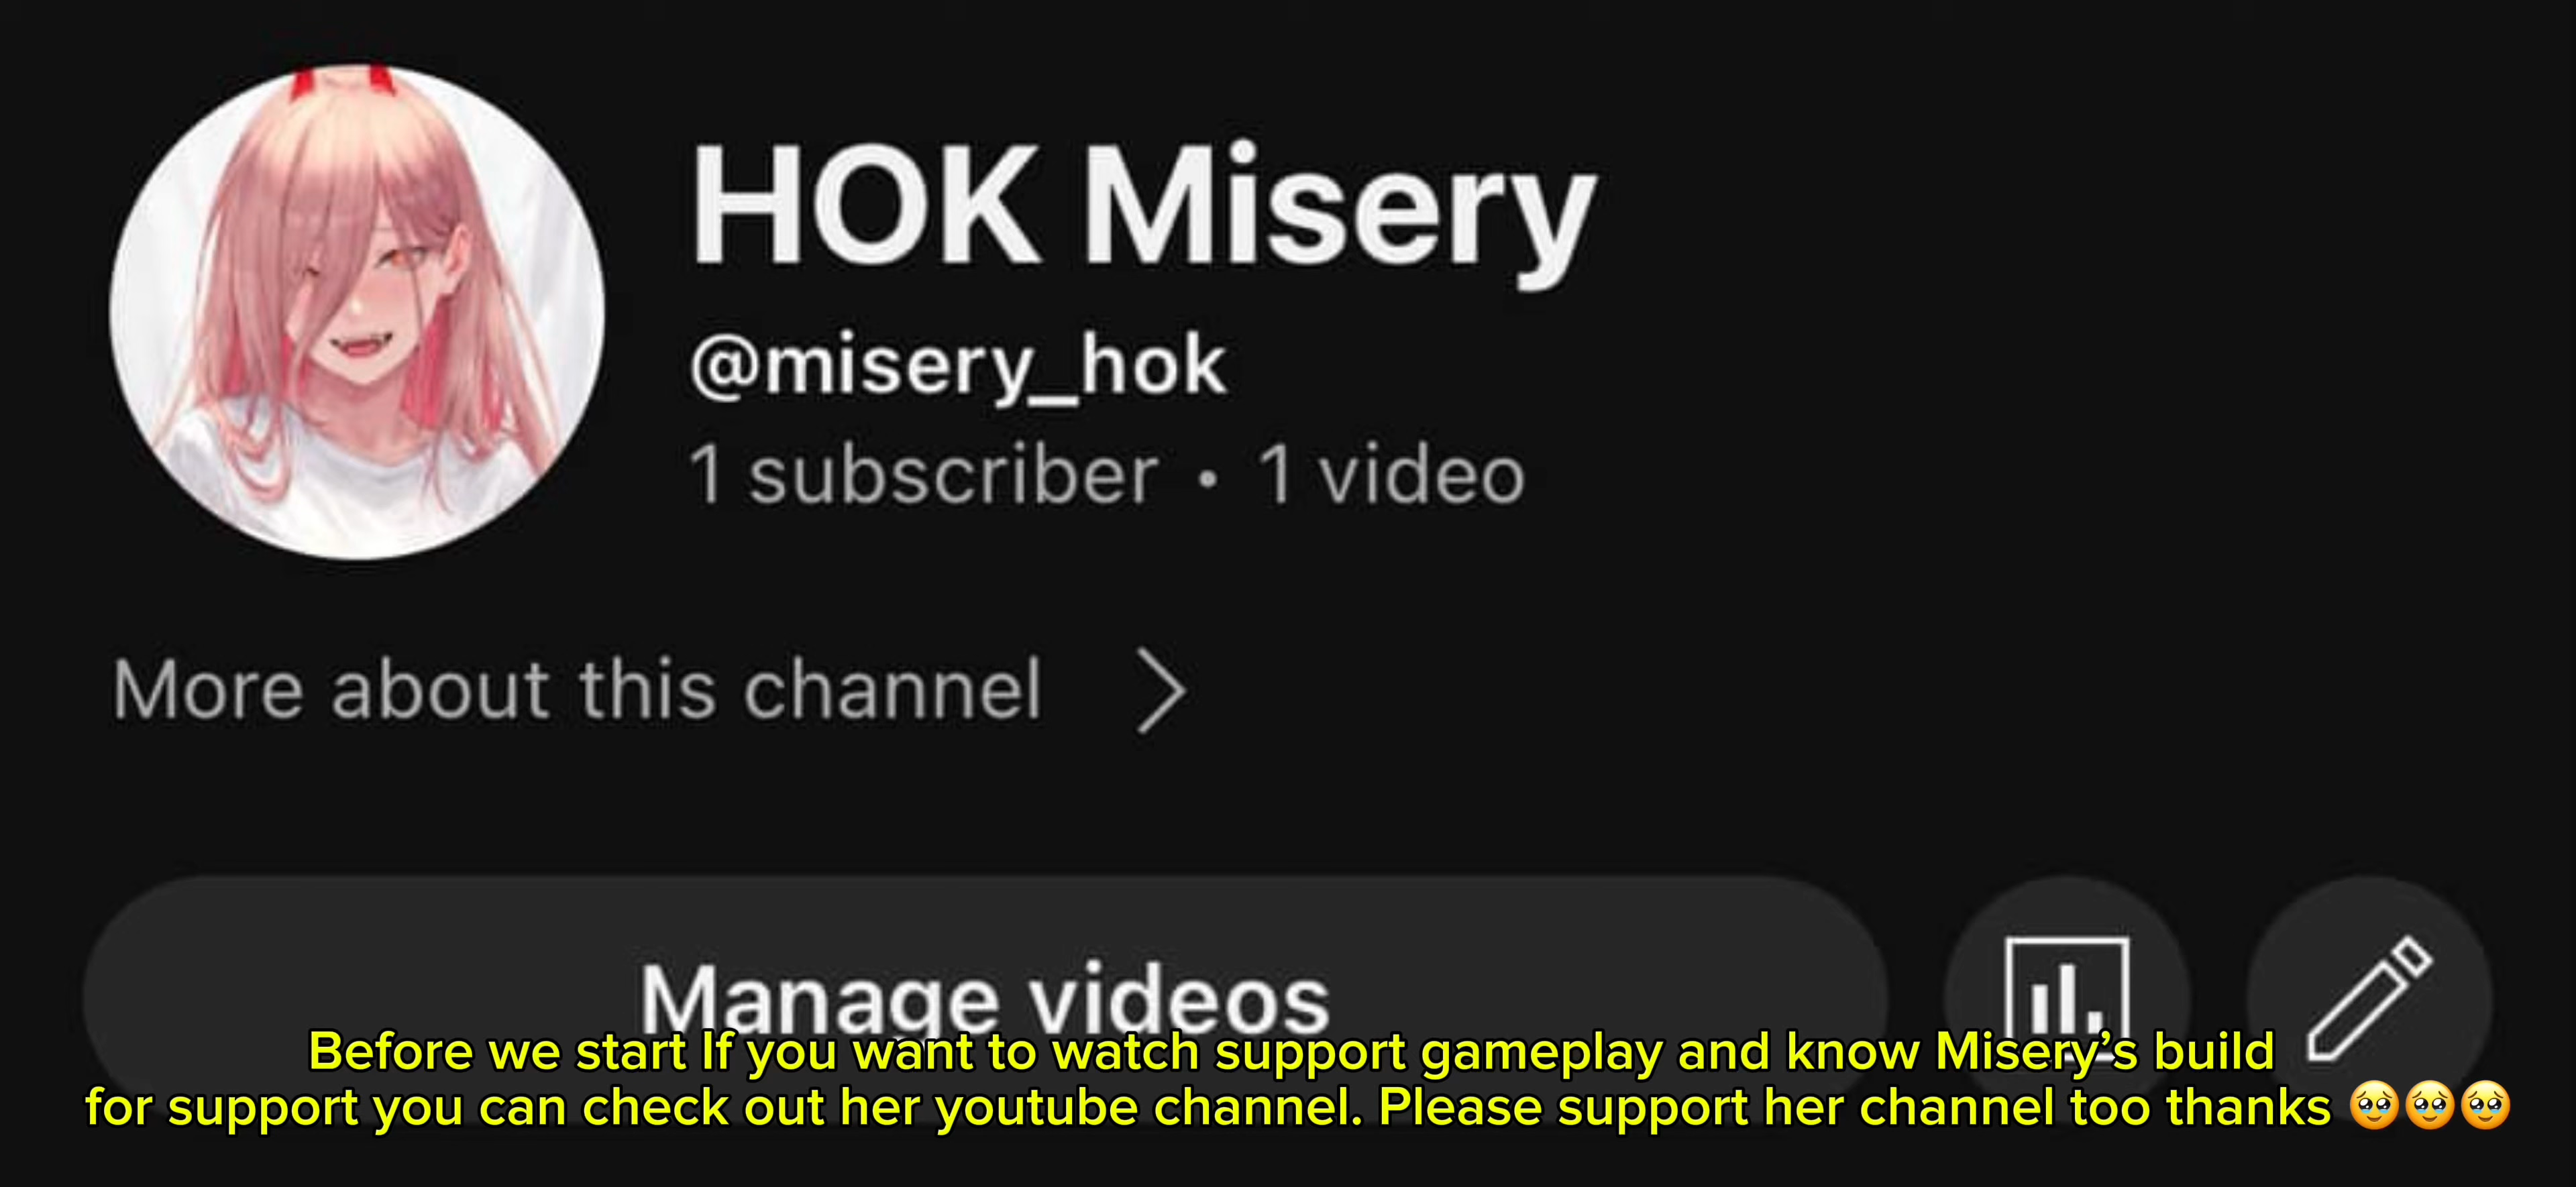 HOK Misery
@misery_hok
1 subscriber • 1 video
More about this channel >
Manage videos
Before we start If you want to watch support gameplay and know Misery’s build
for support you can check out her youtube channel. Please support her channel too thanks 🥹🥹🥹